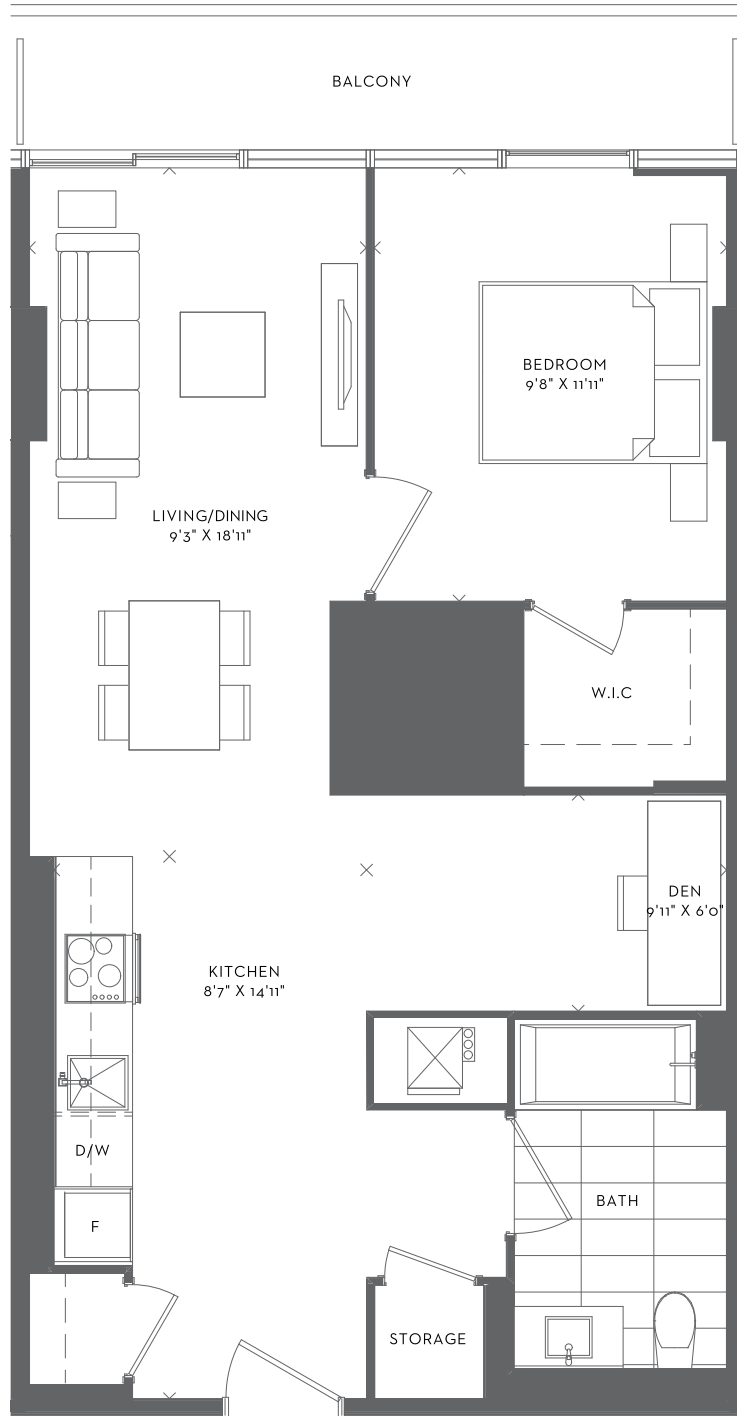 BALCONY
BEDROOM
9'8" X 11'11"
LIVING/DINING
9'3" X 18'11"
W.I.C
DEN
9'11" X 6'0"
KITCHEN
8'7" X 14'11"
D/W
BATH
F
STORAGE